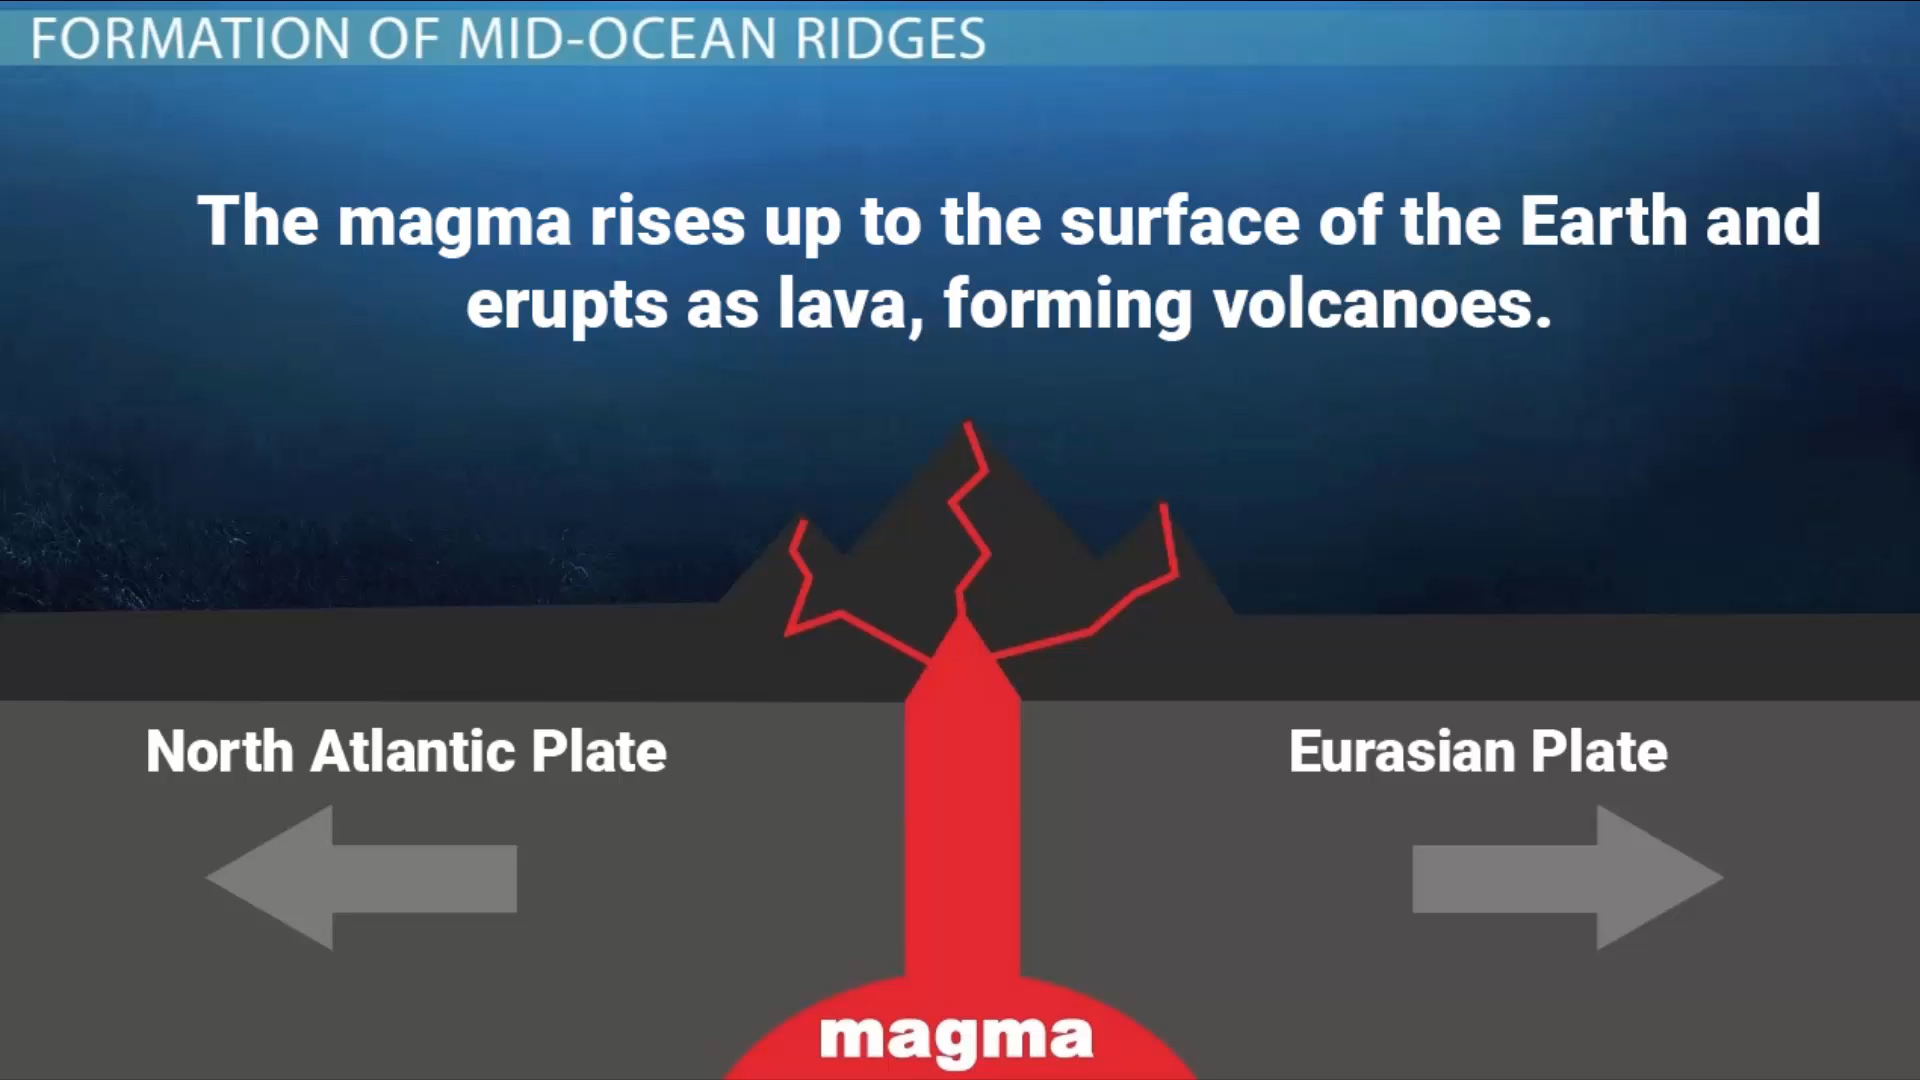 FORMATION OF MID-OCEAN RIDGES
The magma rises up to the surface of the Earth and
erupts as lava, forming volcanoes.
North Atlantic Plate
Eurasian Plate
magma